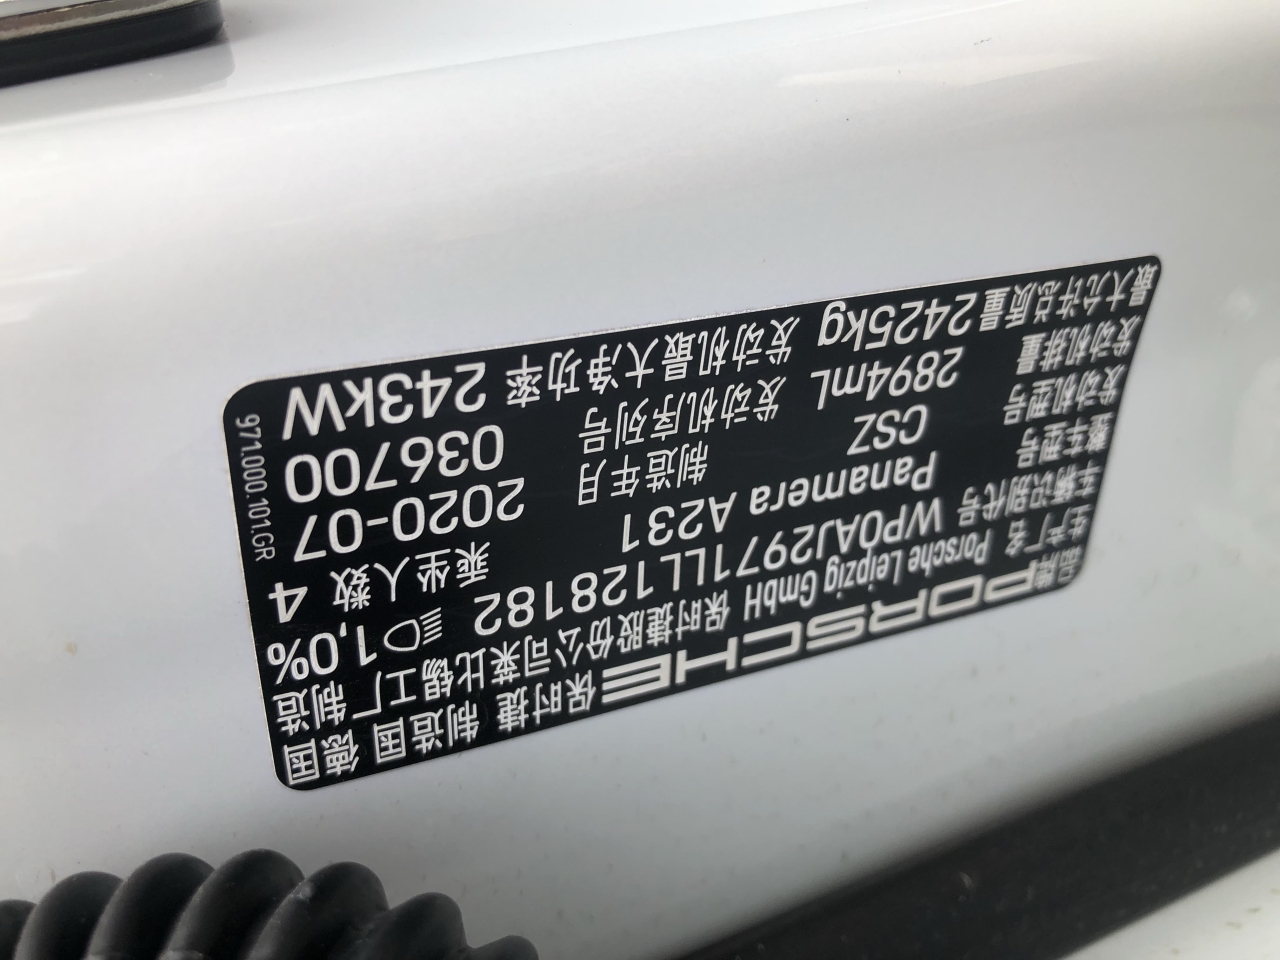 品牌 PORSCHE 保时捷 制造国 德国
生产厂名 Porsche Leipzig GmbH 保时捷股份公司莱比锡工厂 制造
车辆识别代号 WP0AJ2971LL128182 1,0%
整车型号 Panamera A231 乘坐人数 4
发动机型号 CSZ 制造年月 2020-07
发动机排量 2894mL 发动机序列号 036700
最大允许总质量 2425kg 发动机最大净功率 243kW
971.000.101.GR